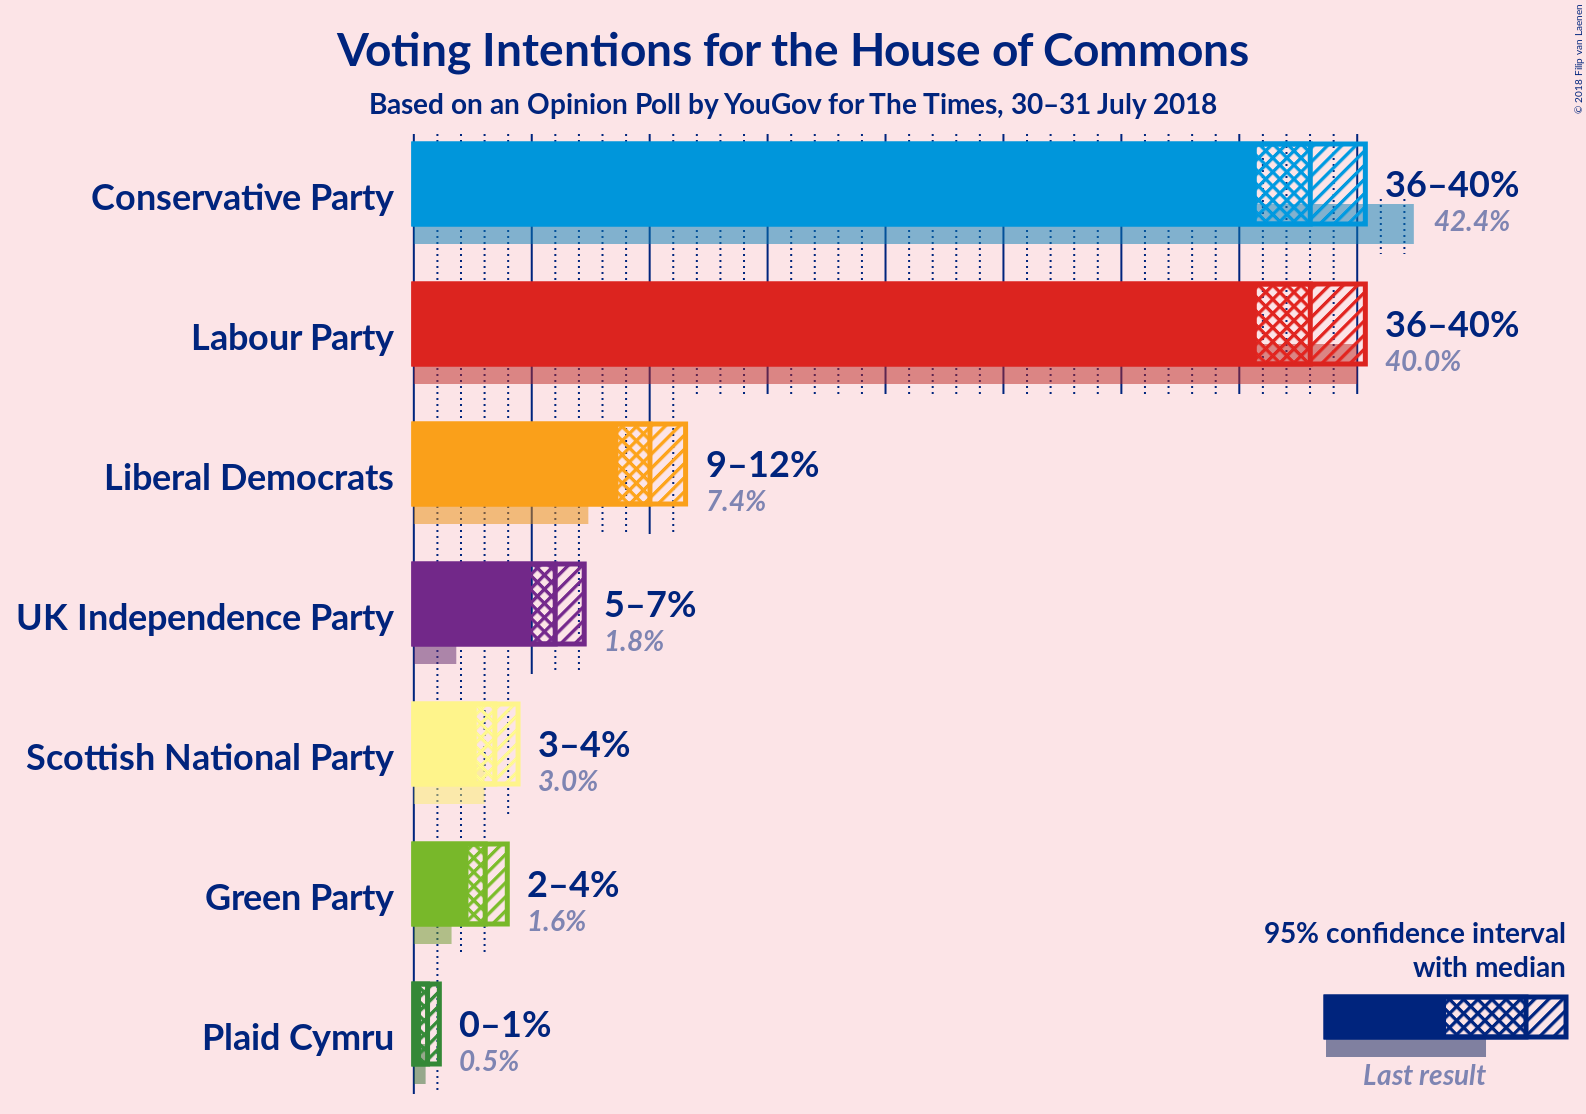 Voting Intentions for the House of Commons
Based on an Opinion Poll by YouGov for The Times, 30–31 July 2018
© 2018 Filip van Laenen
Conservative Party
36–40%
42.4%
Labour Party
36–40%
40.0%
Liberal Democrats
9–12%
7.4%
UK Independence Party
5–7%
1.8%
Scottish National Party
3–4%
3.0%
Green Party
2–4%
1.6%
Plaid Cymru
0–1%
0.5%
95% confidence interval
with median
Last result